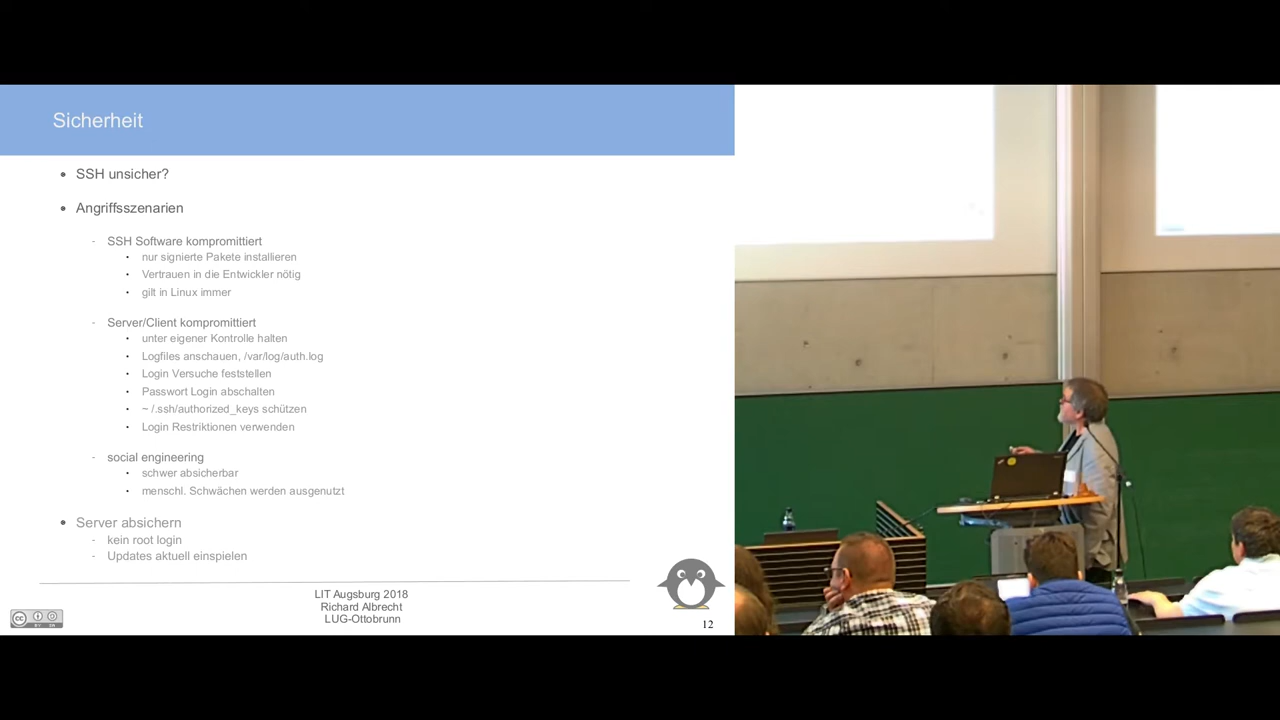 Sicherheit
SSH unsicher?
Angriffsszenarien
- SSH Software kompromittiert
nur signierte Pakete installieren
Vertrauen in die Entwickler nötig
gilt in Linux immer
- Server/Client kompromittiert
unter eigener Kontrolle halten
Logfiles anschauen, /var/log/auth.log
Login Versuche feststellen
Passwort Login abschalten
~ /.ssh/authorized_keys schützen
Login Restriktionen verwenden
- social engineering
schwer absicherbar
menschl. Schwächen werden ausgenutzt
Server absichern
- kein root login
- Updates aktuell einspielen
LIT Augsburg 2018
Richard Albrecht
LUG-Ottobrunn
12